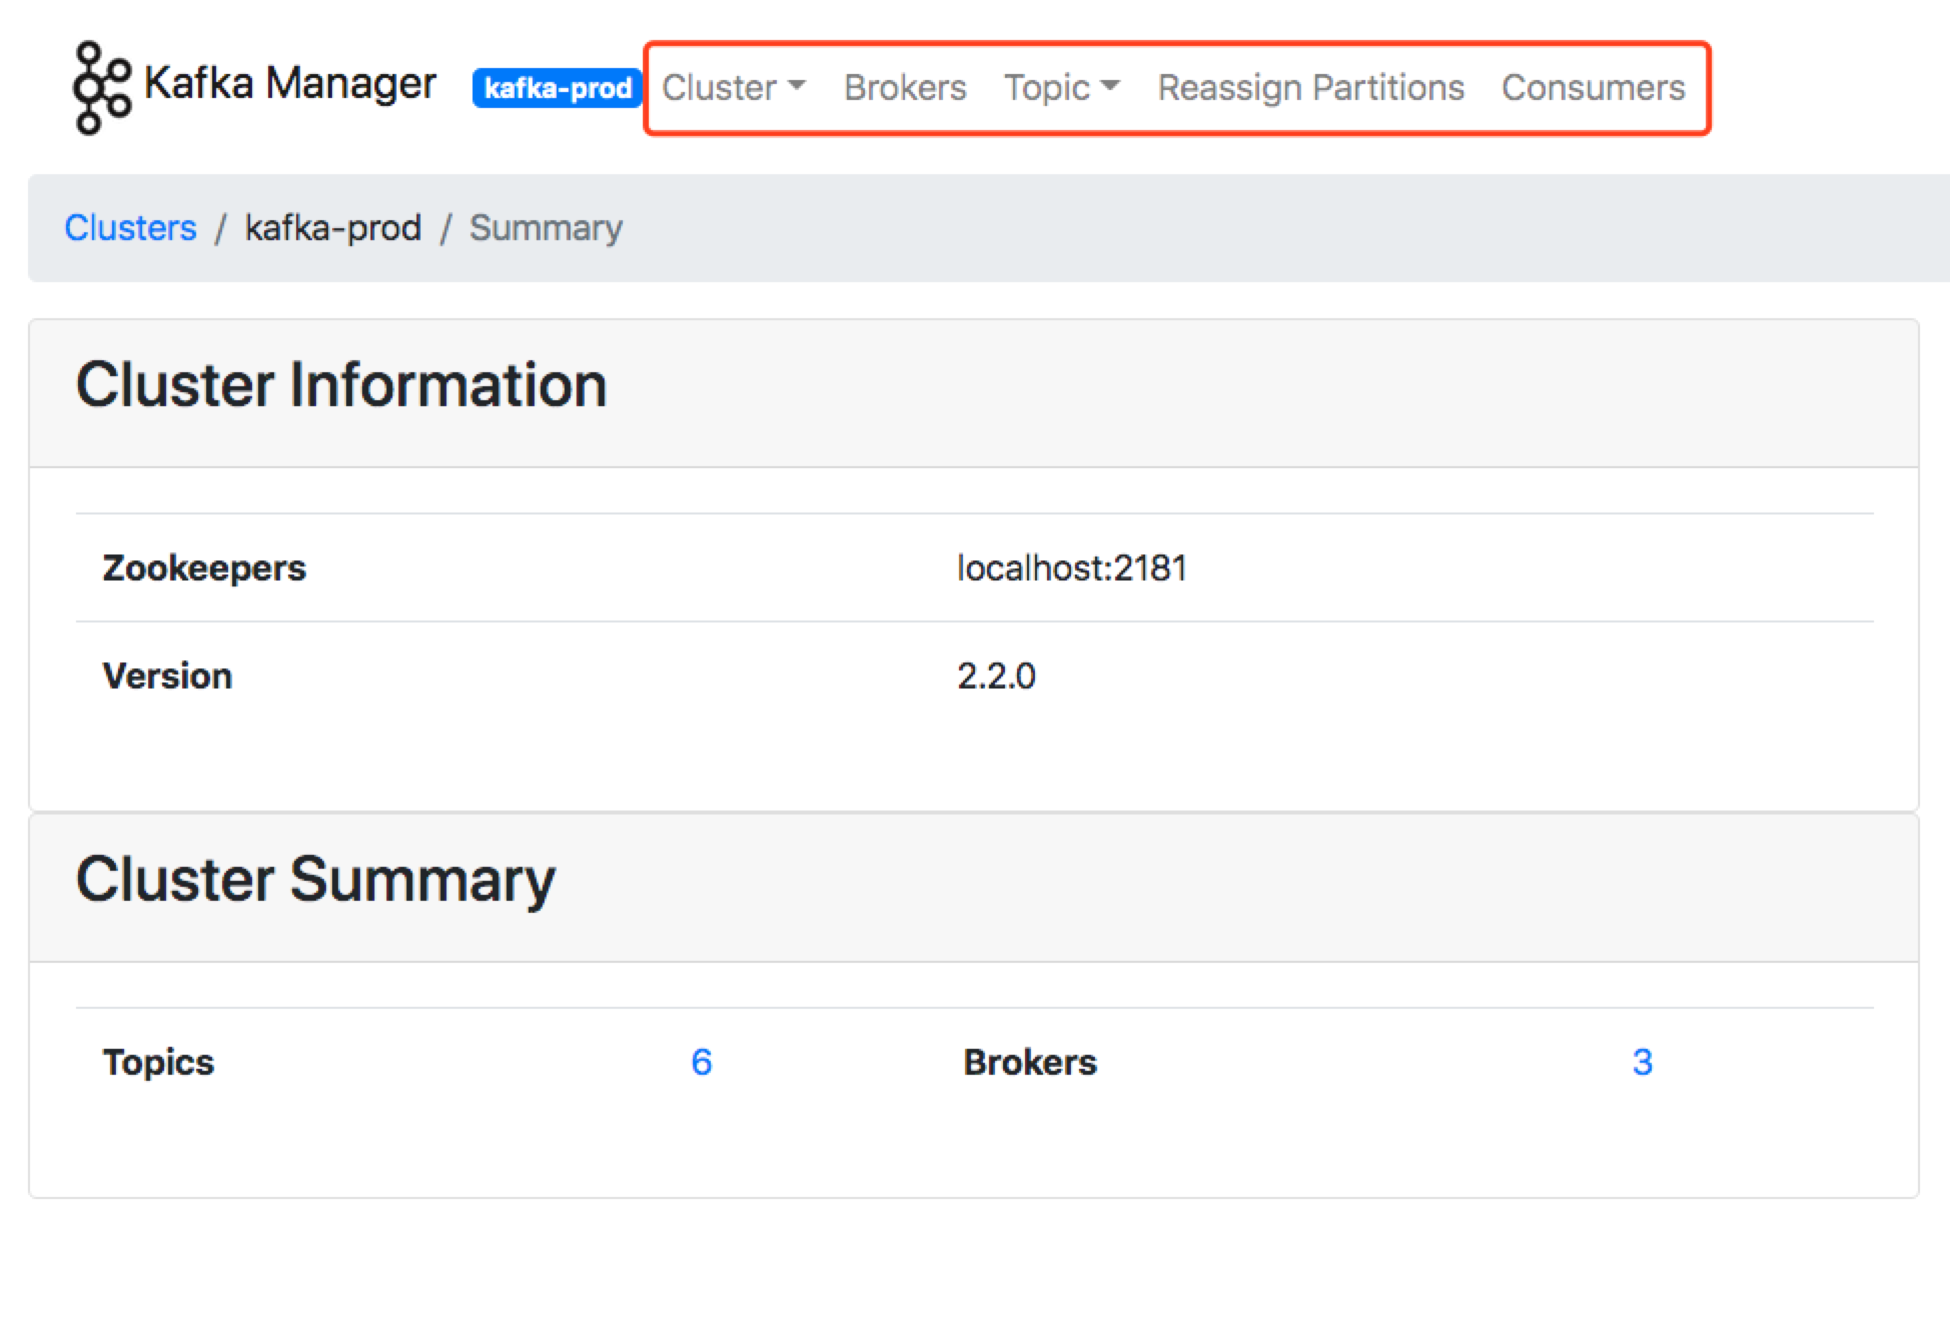 Kafka Manager kafka-prod Cluster Brokers Topic Reassign Partitions Consumers
Clusters / kafka-prod / Summary
Cluster Information
Zookeepers localhost:2181
Version 2.2.0
Cluster Summary
Topics 6 Brokers 3